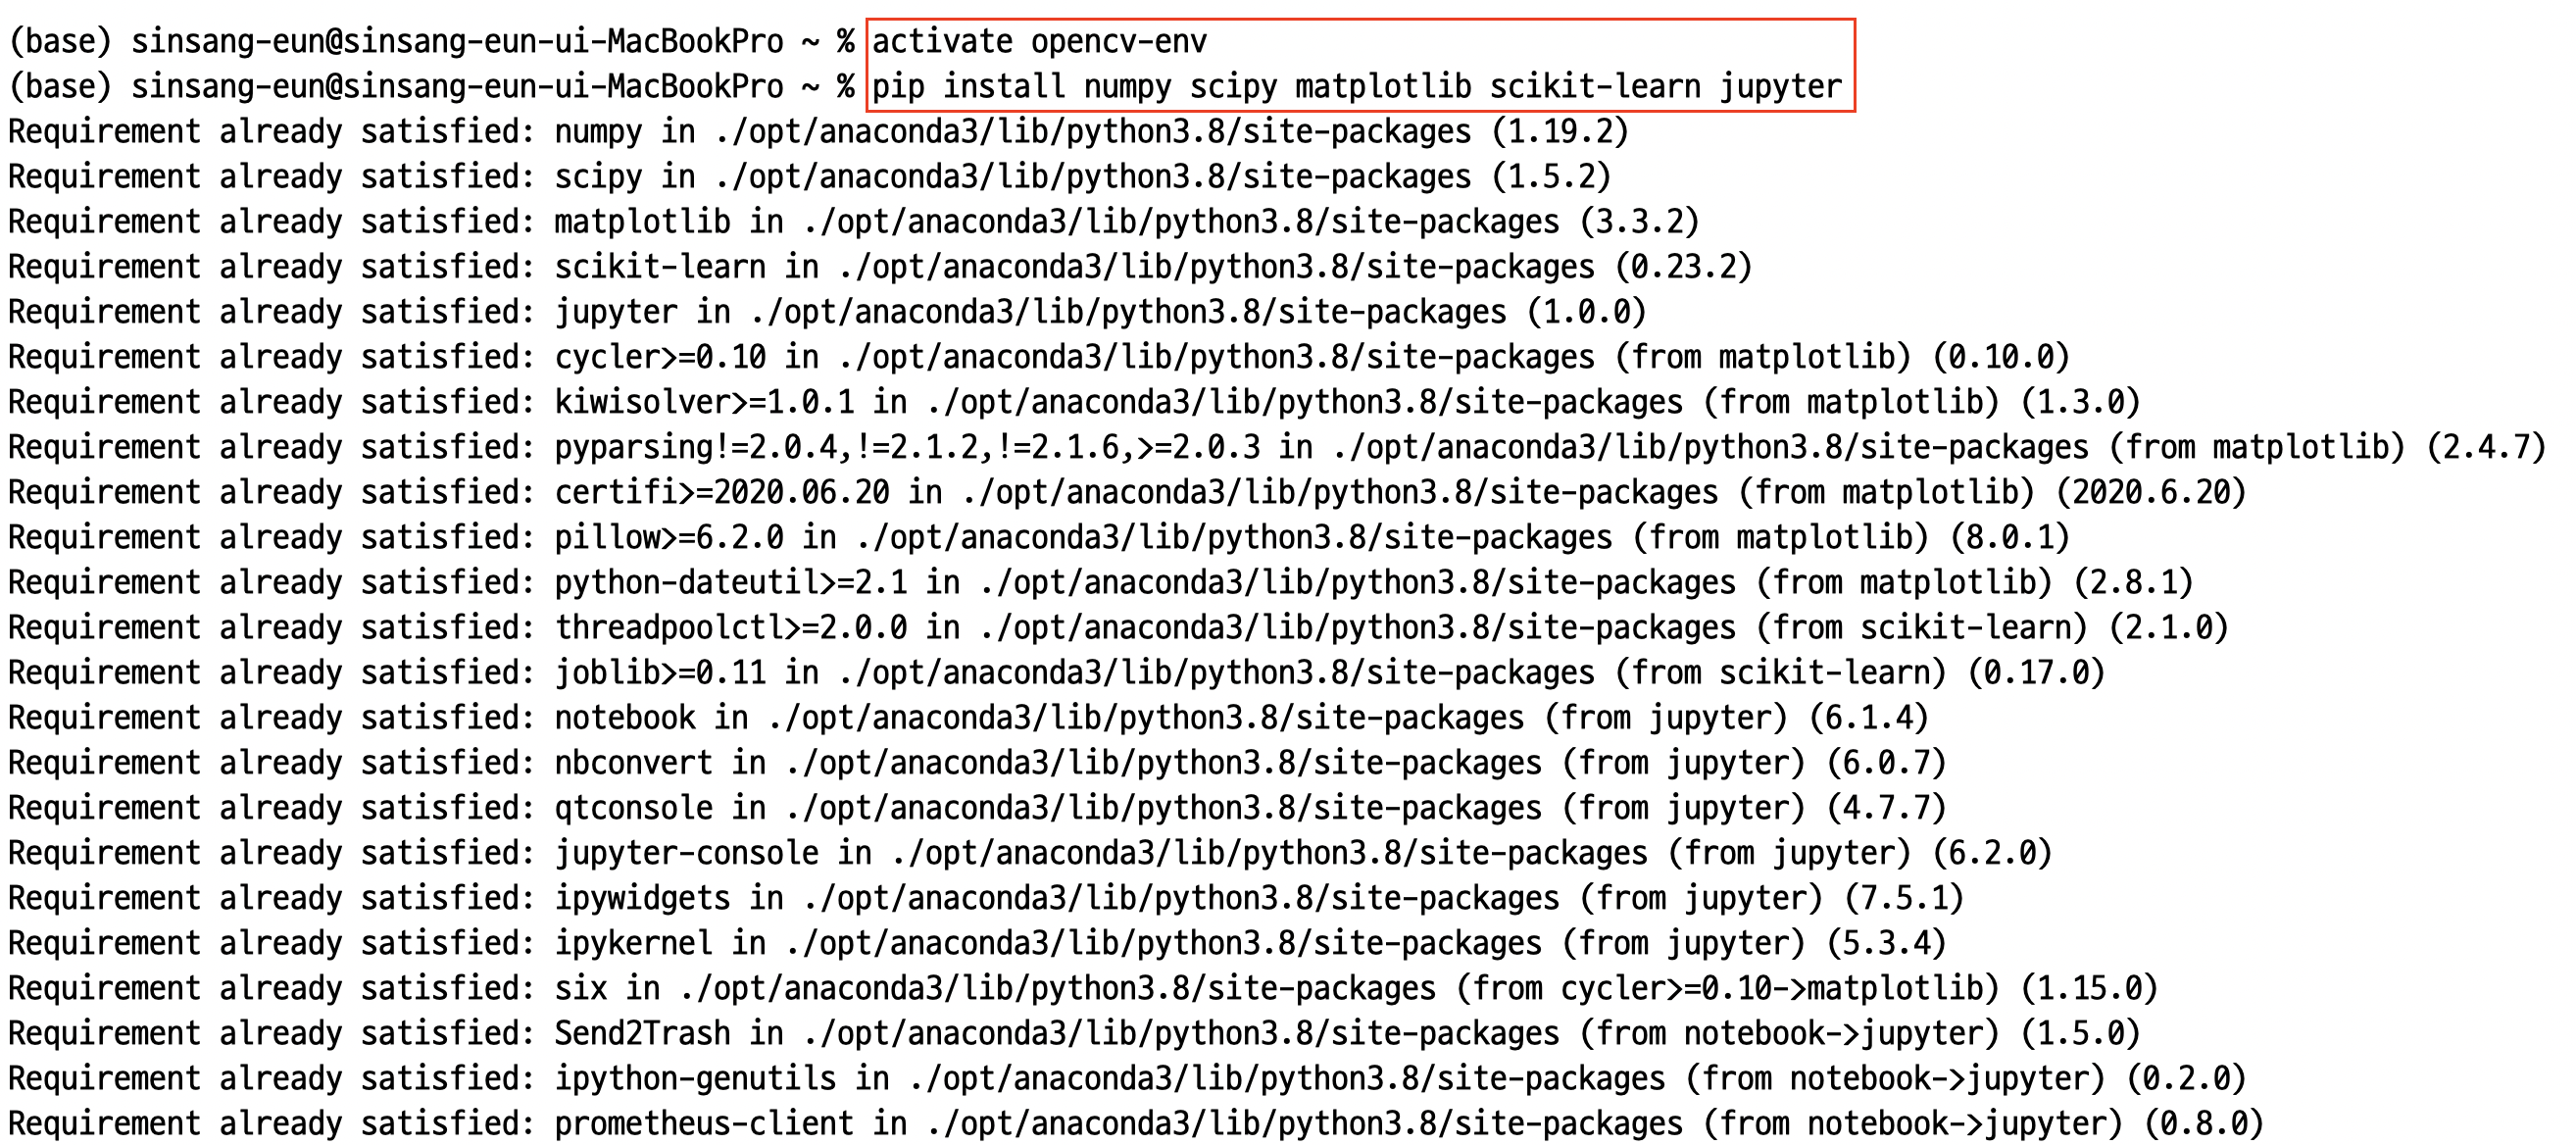 (base) sinsang-eun@sinsang-eun-ui-MacBookPro ~ % activate opencv-env
(base) sinsang-eun@sinsang-eun-ui-MacBookPro ~ % pip install numpy scipy matplotlib scikit-learn jupyter
Requirement already satisfied: numpy in ./opt/anaconda3/lib/python3.8/site-packages (1.19.2)
Requirement already satisfied: scipy in ./opt/anaconda3/lib/python3.8/site-packages (1.5.2)
Requirement already satisfied: matplotlib in ./opt/anaconda3/lib/python3.8/site-packages (3.3.2)
Requirement already satisfied: scikit-learn in ./opt/anaconda3/lib/python3.8/site-packages (0.23.2)
Requirement already satisfied: jupyter in ./opt/anaconda3/lib/python3.8/site-packages (1.0.0)
Requirement already satisfied: cycler>=0.10 in ./opt/anaconda3/lib/python3.8/site-packages (from matplotlib) (0.10.0)
Requirement already satisfied: kiwisolver>=1.0.1 in ./opt/anaconda3/lib/python3.8/site-packages (from matplotlib) (1.3.0)
Requirement already satisfied: pyparsing!=2.0.4,!=2.1.2,!=2.1.6,>=2.0.3 in ./opt/anaconda3/lib/python3.8/site-packages (from matplotlib) (2.4.7)
Requirement already satisfied: certifi>=2020.06.20 in ./opt/anaconda3/lib/python3.8/site-packages (from matplotlib) (2020.6.20)
Requirement already satisfied: pillow>=6.2.0 in ./opt/anaconda3/lib/python3.8/site-packages (from matplotlib) (8.0.1)
Requirement already satisfied: python-dateutil>=2.1 in ./opt/anaconda3/lib/python3.8/site-packages (from matplotlib) (2.8.1)
Requirement already satisfied: threadpoolctl>=2.0.0 in ./opt/anaconda3/lib/python3.8/site-packages (from scikit-learn) (2.1.0)
Requirement already satisfied: joblib>=0.11 in ./opt/anaconda3/lib/python3.8/site-packages (from scikit-learn) (0.17.0)
Requirement already satisfied: notebook in ./opt/anaconda3/lib/python3.8/site-packages (from jupyter) (6.1.4)
Requirement already satisfied: nbconvert in ./opt/anaconda3/lib/python3.8/site-packages (from jupyter) (6.0.7)
Requirement already satisfied: qtconsole in ./opt/anaconda3/lib/python3.8/site-packages (from jupyter) (4.7.7)
Requirement already satisfied: jupyter-console in ./opt/anaconda3/lib/python3.8/site-packages (from jupyter) (6.2.0)
Requirement already satisfied: ipywidgets in ./opt/anaconda3/lib/python3.8/site-packages (from jupyter) (7.5.1)
Requirement already satisfied: ipykernel in ./opt/anaconda3/lib/python3.8/site-packages (from jupyter) (5.3.4)
Requirement already satisfied: six in ./opt/anaconda3/lib/python3.8/site-packages (from cycler>=0.10->matplotlib) (1.15.0)
Requirement already satisfied: Send2Trash in ./opt/anaconda3/lib/python3.8/site-packages (from notebook->jupyter) (1.5.0)
Requirement already satisfied: ipython-genutils in ./opt/anaconda3/lib/python3.8/site-packages (from notebook->jupyter) (0.2.0)
Requirement already satisfied: prometheus-client in ./opt/anaconda3/lib/python3.8/site-packages (from notebook->jupyter) (0.8.0)